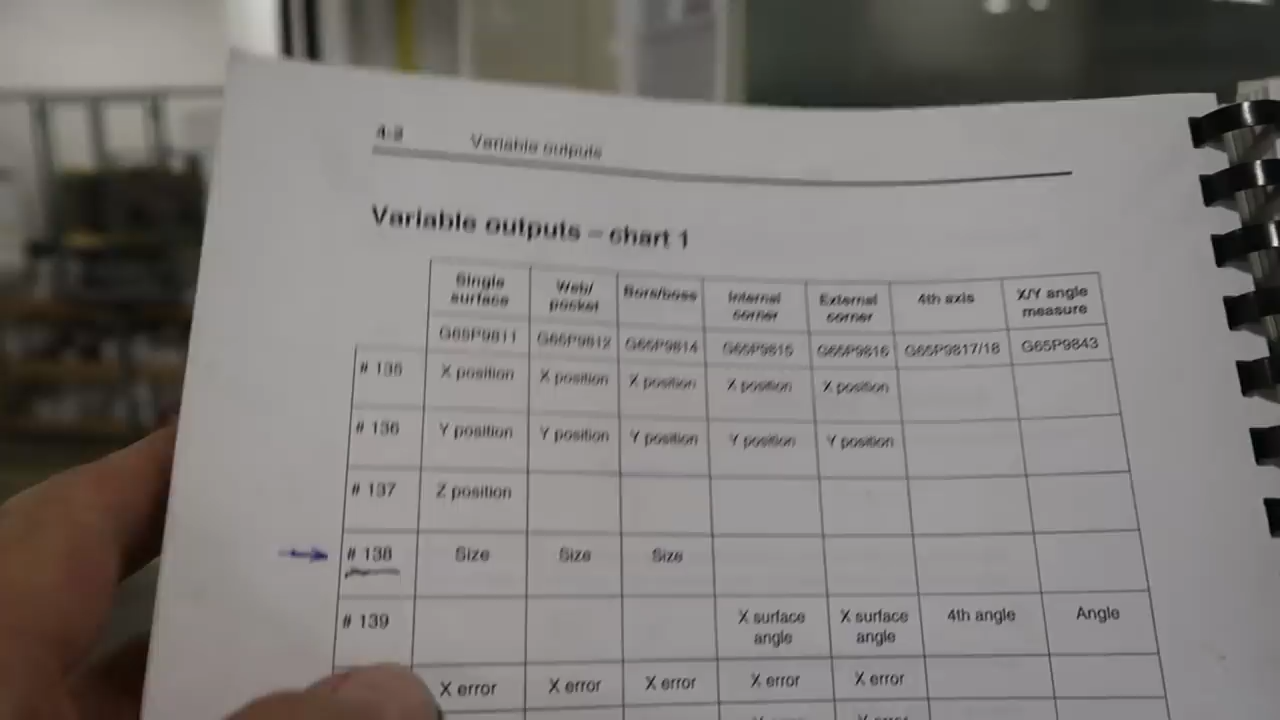 4-2 Variable outputs
Variable outputs – chart 1
Single surface Web/ pocket Bore/boss Internal corner External corner 4th axis X/Y angle measure
G65P9811 G65P9812 G65P9814 G65P9815 G65P9816 G65P9817/18 G65P9843
# 135 X position X position X position X position X position
# 136 Y position Y position Y position Y position Y position
# 137 Z position
# 138 Size Size Size
# 139 X surface angle X surface angle 4th angle Angle
X error X error X error X error X error